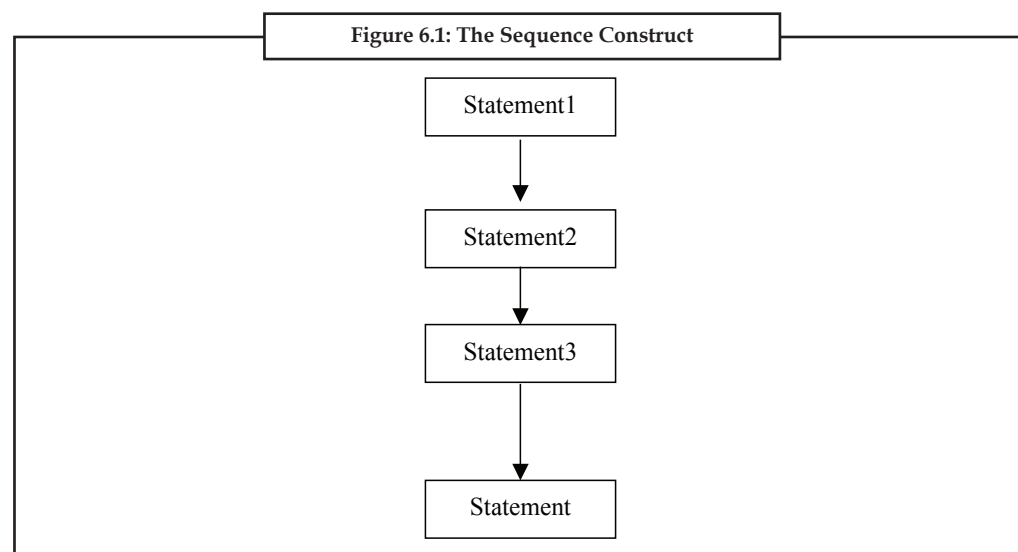 Figure 6.1: The Sequence Construct
Statement1
Statement2
Statement3
Statement